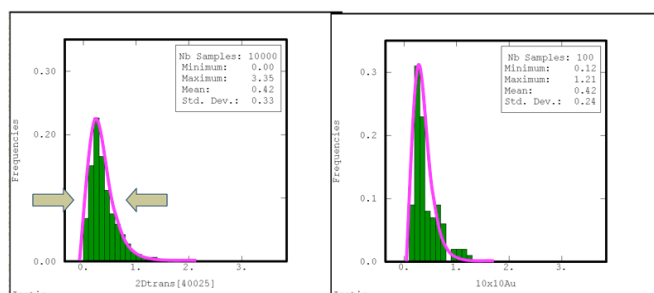 Nb Samples: 10000
Minimum: 0.00
Maximum: 3.35
Mean: 0.42
Std. Dev.: 0.33
0.30
0.20
0.10
0.00
Frequencies
0. 1. 2. 3.
2Dtrans[40025]
Nb Samples: 100
Minimum: 0.12
Maximum: 1.21
Mean: 0.42
Std. Dev.: 0.24
0.3
0.2
0.1
0.0
Frequencies
0. 1. 2. 3.
10x10Au